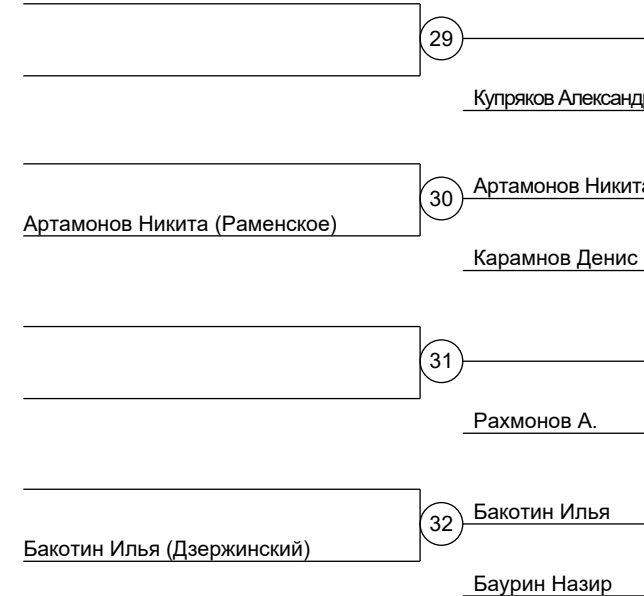 29
Купряков Александ
30
Артамонов Никита
Артамонов Никита (Раменское)
Карамнов Денис
31
Рахмонов А.
32
Бакотин Илья
Бакотин Илья (Дзержинский)
Баурин Назир